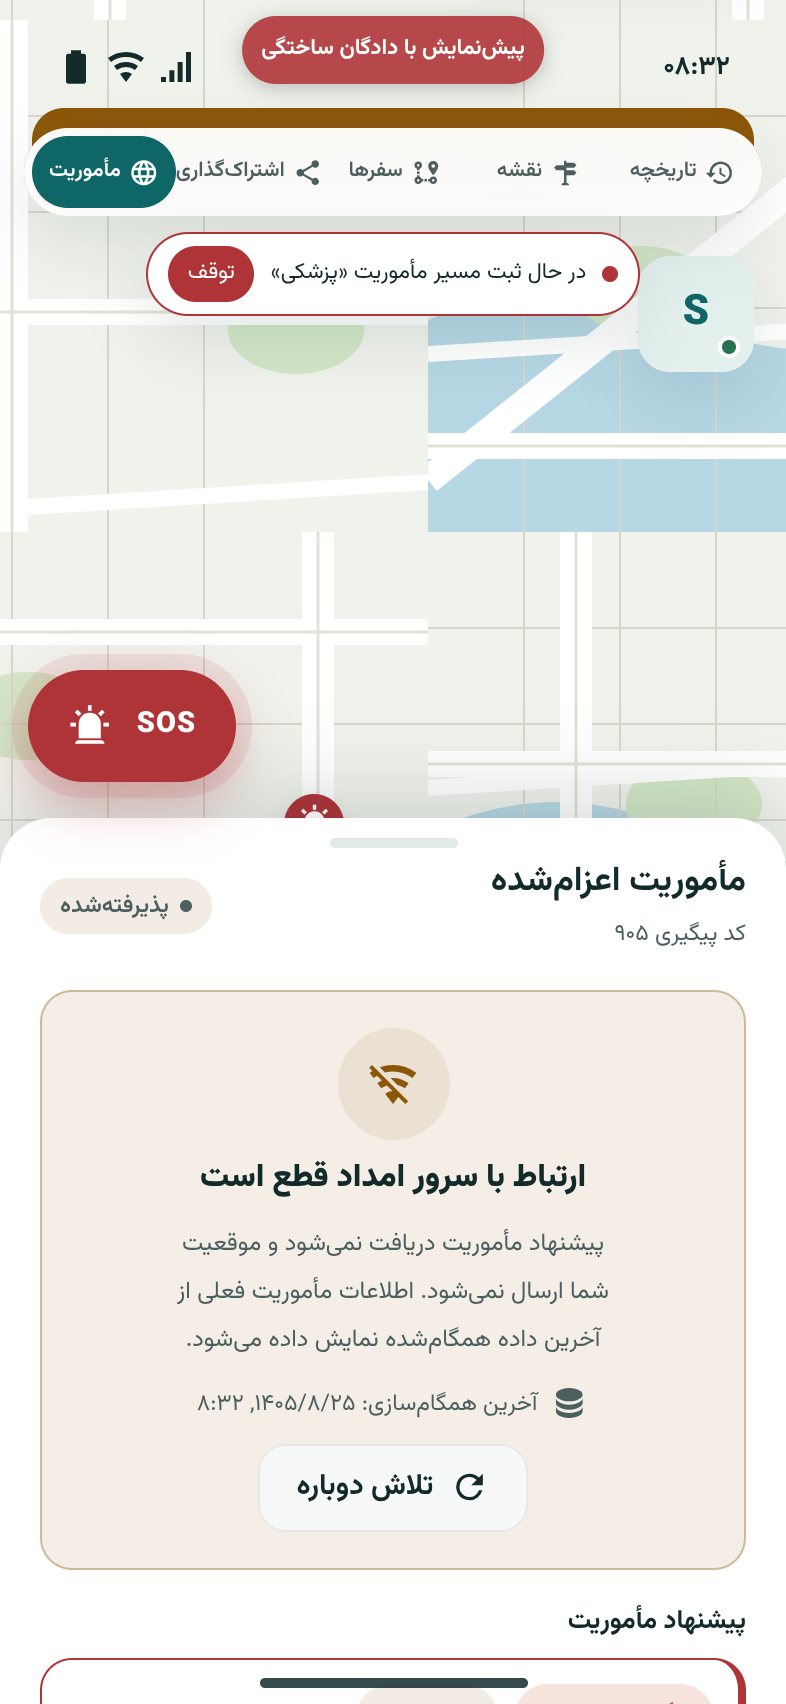 ۰۸:۳۲
پیش‌نمایش با دادگان ساختگی
تاریخچه
نقشه
سفرها
اشتراک‌گذاری
مأموریت
در حال ثبت مسیر مأموریت «پزشکی»
توقف
S
SOS
مأموریت اعزام‌شده
پذیرفته‌شده
کد پیگیری ۹۰۵
ارتباط با سرور امداد قطع است
پیشنهاد مأموریت دریافت نمی‌شود و موقعیت
شما ارسال نمی‌شود. اطلاعات مأموریت فعلی از
آخرین داده همگام‌شده نمایش داده می‌شود.
آخرین همگام‌سازی: ۱۴۰۵/۸/۲۵, ۸:۳۲
تلاش دوباره
پیشنهاد مأموریت